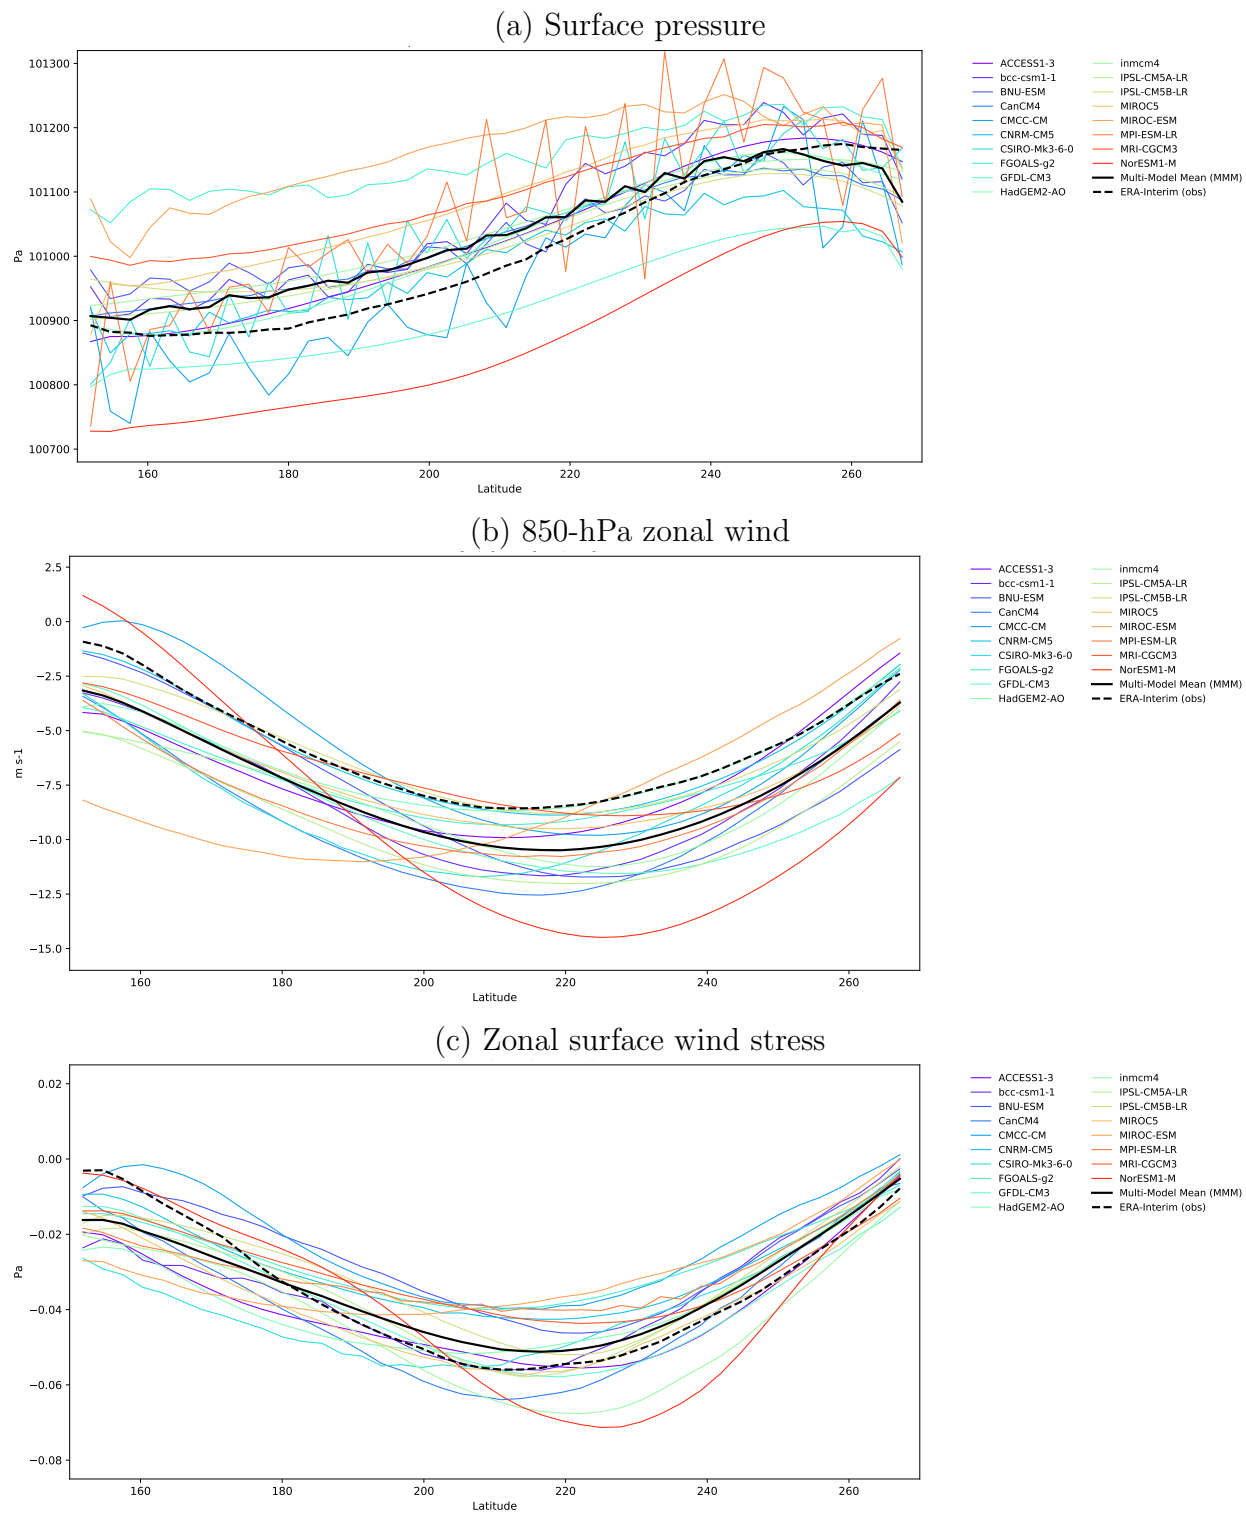 (a) Surface pressure
101300
101200
101100
101000
100900
100800
100700
Pa
160 180 200 220 240 260
Latitude
ACCESS1-3 inmcm4
bcc-csm1-1 IPSL-CM5A-LR
BNU-ESM IPSL-CM5B-LR
CanCM4 MIROC5
CMCC-CM MIROC-ESM
CNRM-CM5 MPI-ESM-LR
CSIRO-Mk3-6-0 MRI-CGCM3
FGOALS-g2 NorESM1-M
GFDL-CM3 Multi-Model Mean (MMM)
HadGEM2-AO ERA-Interim (obs)
(b) 850-hPa zonal wind
2.5
0.0
−2.5
−5.0
−7.5
−10.0
−12.5
−15.0
m s-1
160 180 200 220 240 260
Latitude
ACCESS1-3 inmcm4
bcc-csm1-1 IPSL-CM5A-LR
BNU-ESM IPSL-CM5B-LR
CanCM4 MIROC5
CMCC-CM MIROC-ESM
CNRM-CM5 MPI-ESM-LR
CSIRO-Mk3-6-0 MRI-CGCM3
FGOALS-g2 NorESM1-M
GFDL-CM3 Multi-Model Mean (MMM)
HadGEM2-AO ERA-Interim (obs)
(c) Zonal surface wind stress
0.02
0.00
−0.02
−0.04
−0.06
−0.08
Pa
160 180 200 220 240 260
Latitude
ACCESS1-3 inmcm4
bcc-csm1-1 IPSL-CM5A-LR
BNU-ESM IPSL-CM5B-LR
CanCM4 MIROC5
CMCC-CM MIROC-ESM
CNRM-CM5 MPI-ESM-LR
CSIRO-Mk3-6-0 MRI-CGCM3
FGOALS-g2 NorESM1-M
GFDL-CM3 Multi-Model Mean (MMM)
HadGEM2-AO ERA-Interim (obs)